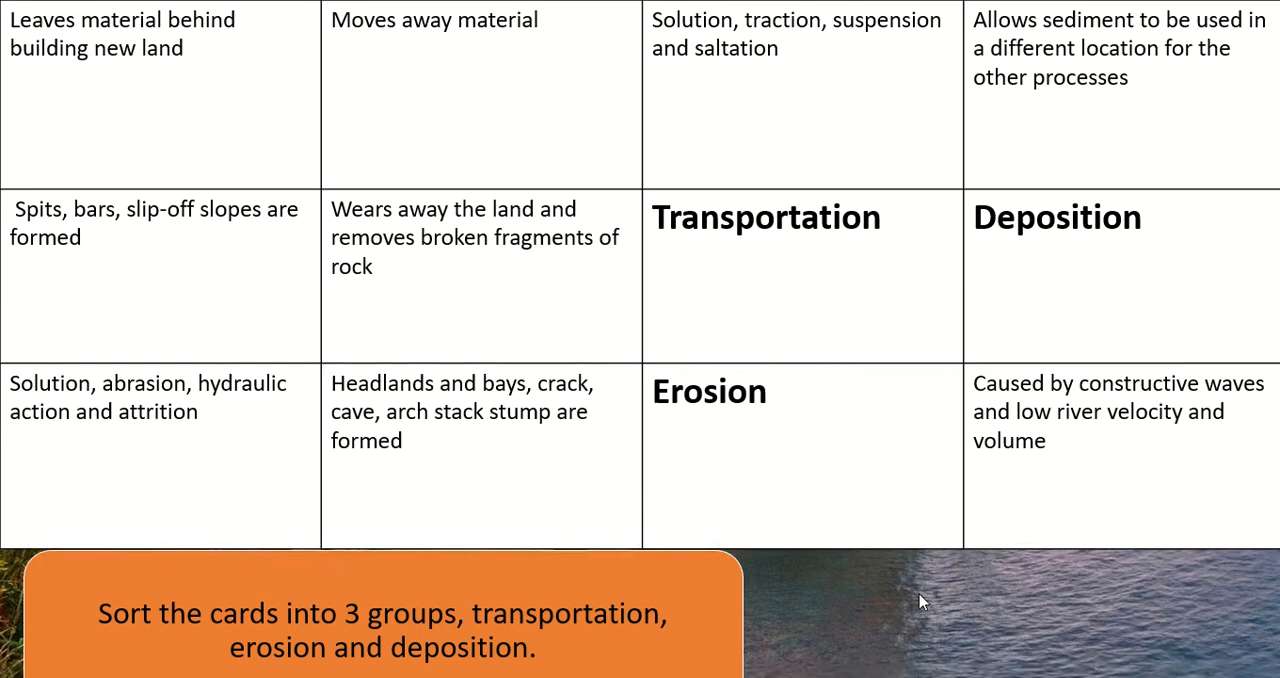 Leaves material behind
building new land
Moves away material
Solution, traction, suspension
and saltation
Allows sediment to be used in
a different location for the
other processes
Spits, bars, slip-off slopes are
formed
Wears away the land and
removes broken fragments of
rock
Transportation
Deposition
Solution, abrasion, hydraulic
action and attrition
Headlands and bays, crack,
cave, arch stack stump are
formed
Erosion
Caused by constructive waves
and low river velocity and
volume
Sort the cards into 3 groups, transportation,
erosion and deposition.